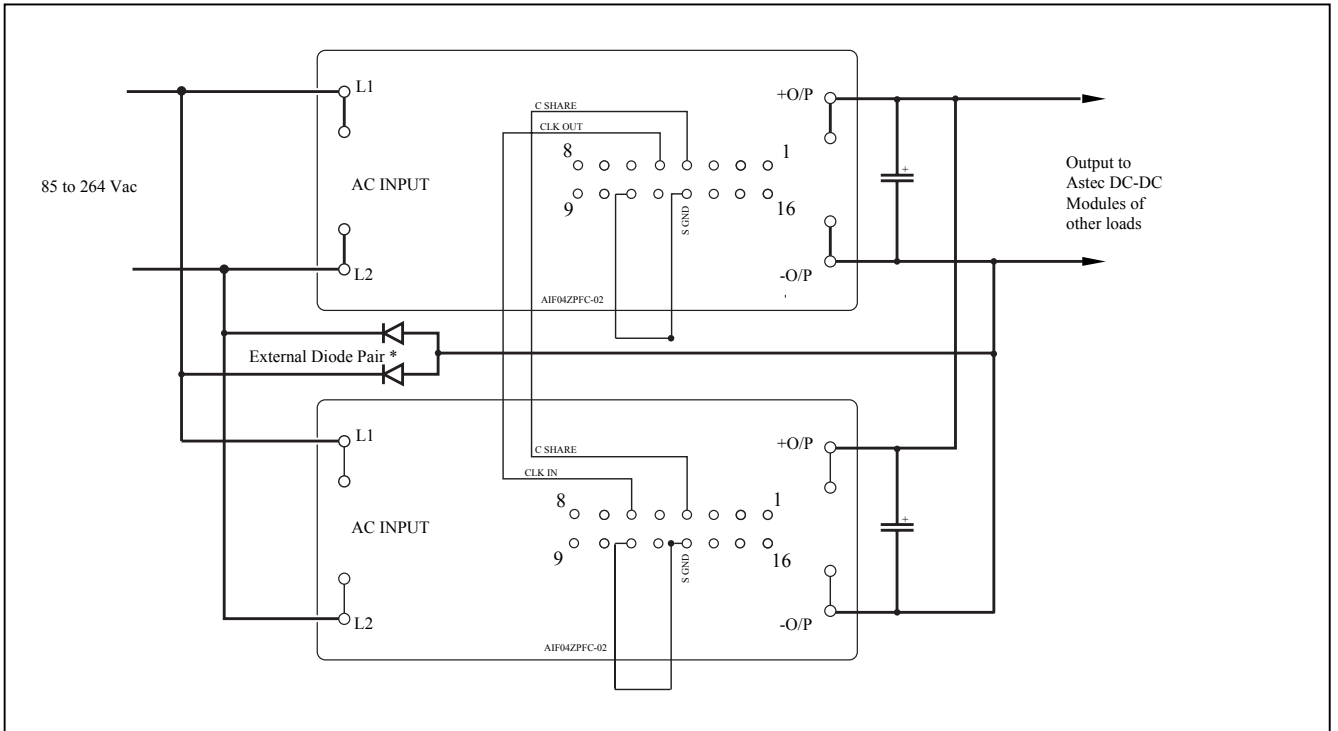 L1
+O/P
C SHARE
CLK OUT
8
1
Output to
Astec DC-DC
Modules of
other loads
85 to 264 Vac
AC INPUT
9
S GND
16
L2
-O/P
AIF04ZPFC-02
External Diode Pair *
L1
+O/P
C SHARE
CLK IN
8
1
AC INPUT
9
S GND
16
L2
-O/P
AIF04ZPFC-02
+
+